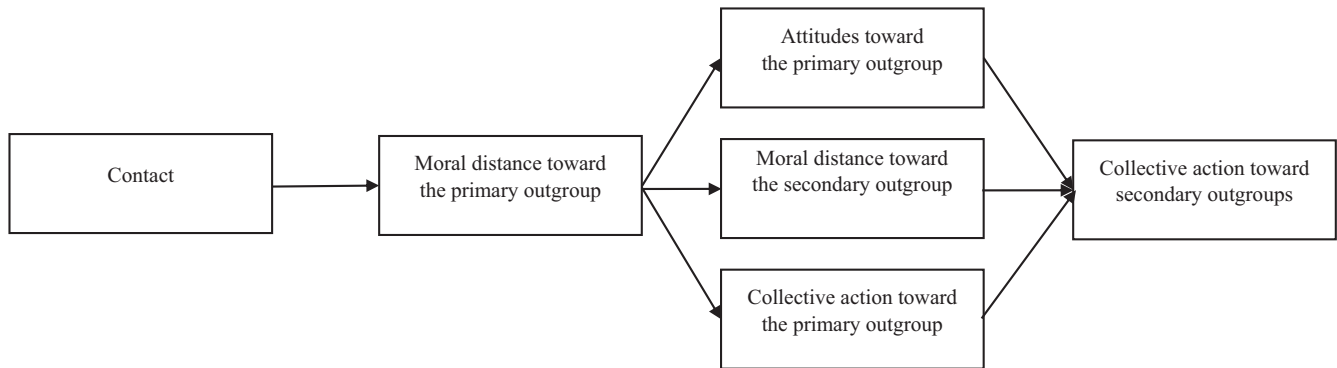 Contact
Moral distance toward
the primary outgroup
Attitudes toward
the primary outgroup
Moral distance toward
the secondary outgroup
Collective action toward
the primary outgroup
Collective action toward
secondary outgroups